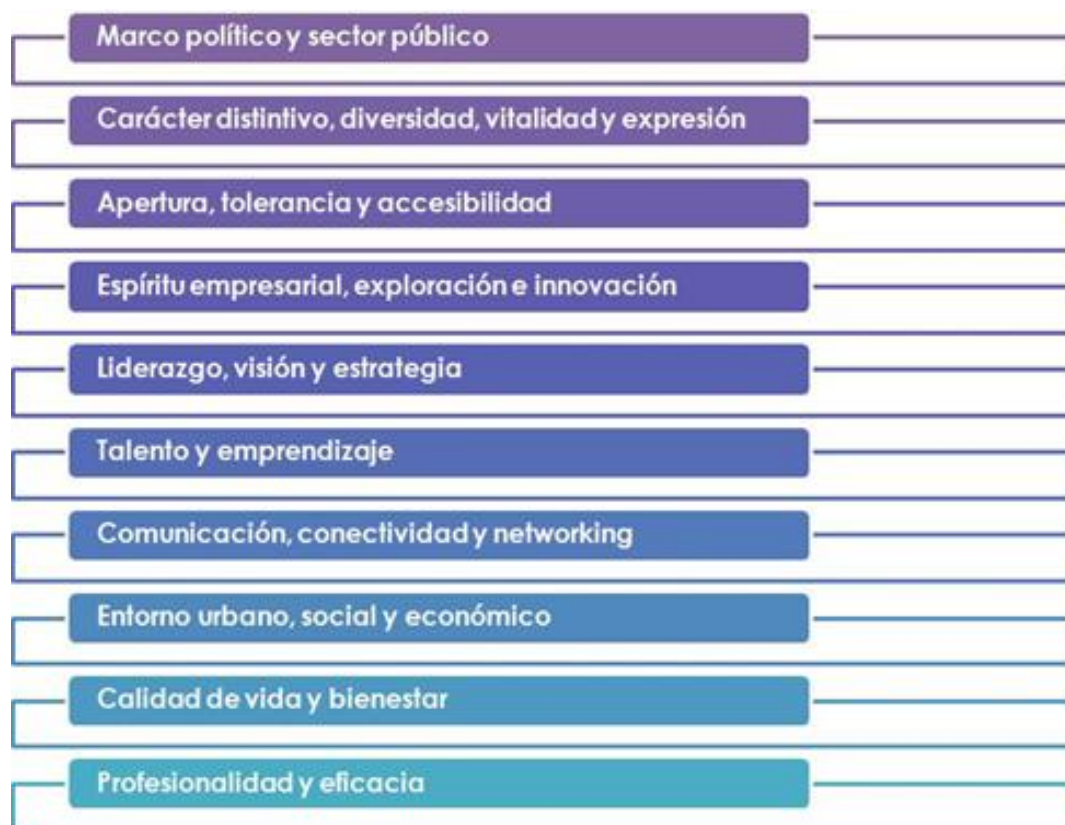 Marco político y sector público
Carácter distintivo, diversidad, vitalidad y expresión
Apertura, tolerancia y accesibilidad
Espíritu empresarial, exploración e innovación
Liderazgo, visión y estrategia
Talento y emprendizaje
Comunicación, conectividad y networking
Entorno urbano, social y económico
Calidad de vida y bienestar
Profesionalidad y eficacia